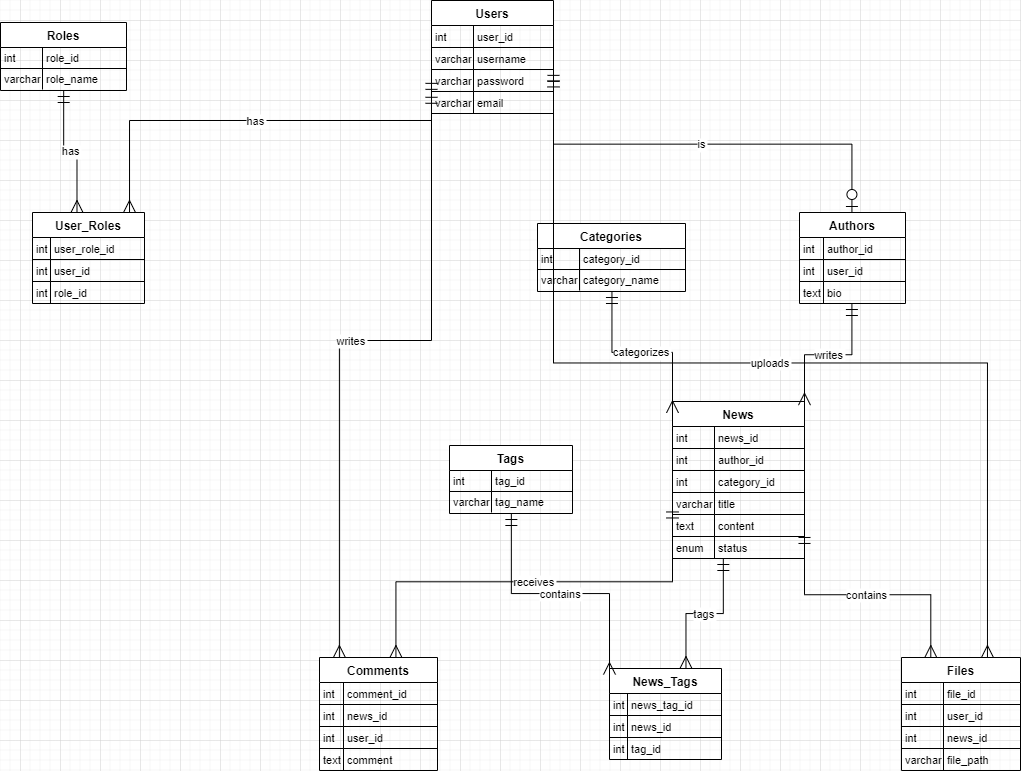 Users
int user_id
varchar username
varchar password
varchar email
Roles
int role_id
varchar role_name
has
has
is
User_Roles
int user_role_id
int user_id
int role_id
Categories
int category_id
varchar category_name
Authors
int author_id
int user_id
text bio
writes
categorizes
uploads
writes
News
int news_id
int author_id
int category_id
varchar title
text content
enum status
Tags
int tag_id
varchar tag_name
receives
contains
tags
contains
Comments
int comment_id
int news_id
int user_id
text comment
News_Tags
int news_tag_id
int news_id
int tag_id
Files
int file_id
int user_id
int news_id
varchar file_path